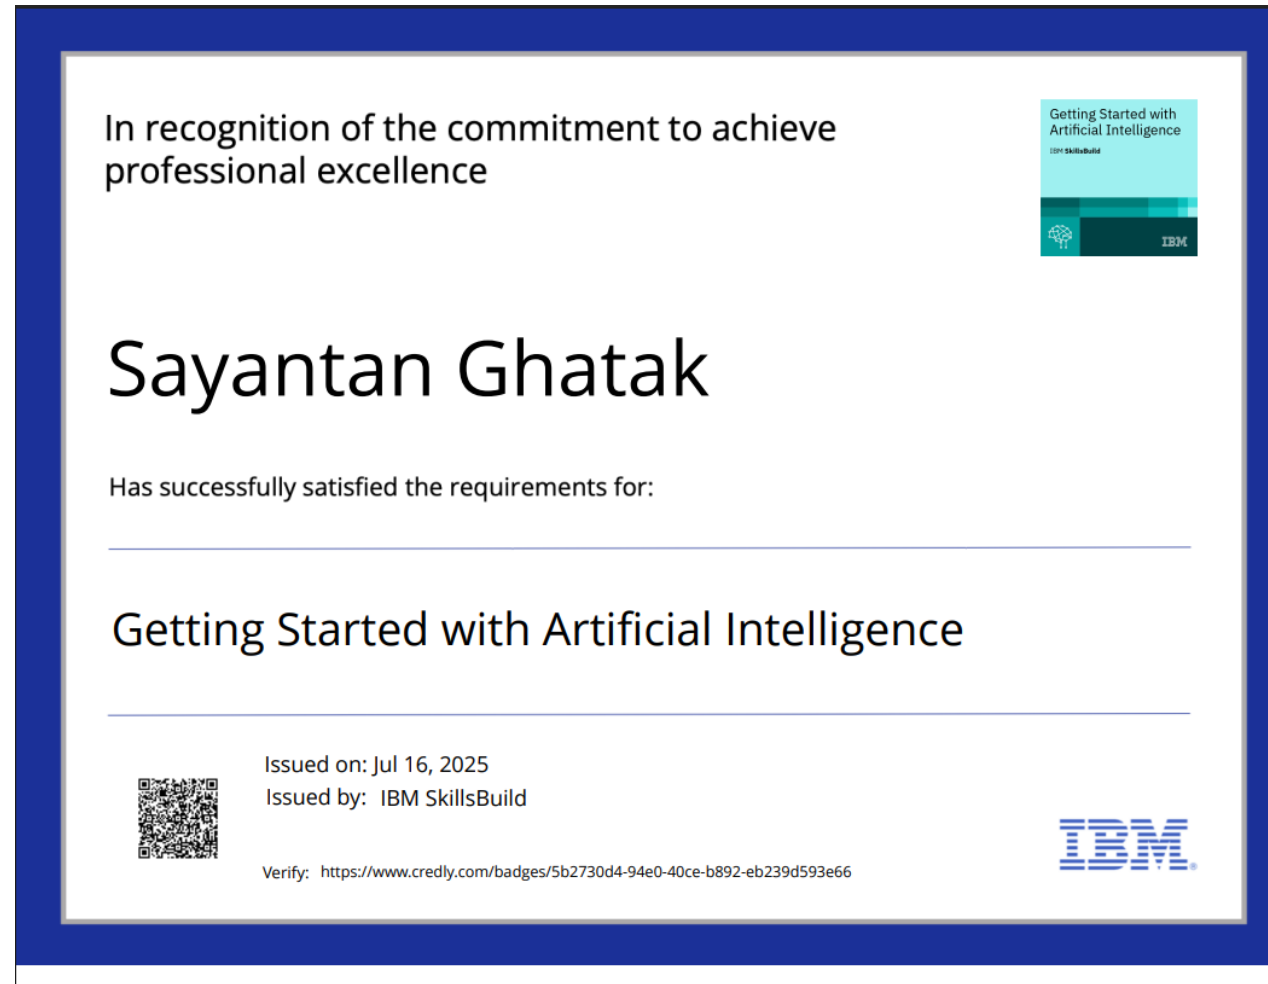 In recognition of the commitment to achieve
professional excellence
Getting Started with
Artificial Intelligence
IBM SkillsBuild
IBM
Sayantan Ghatak
Has successfully satisfied the requirements for:
Getting Started with Artificial Intelligence
Issued on: Jul 16, 2025
Issued by: IBM SkillsBuild
Verify: https://www.credly.com/badges/5b2730d4-94e0-40ce-b892-eb239d593e66
IBM®